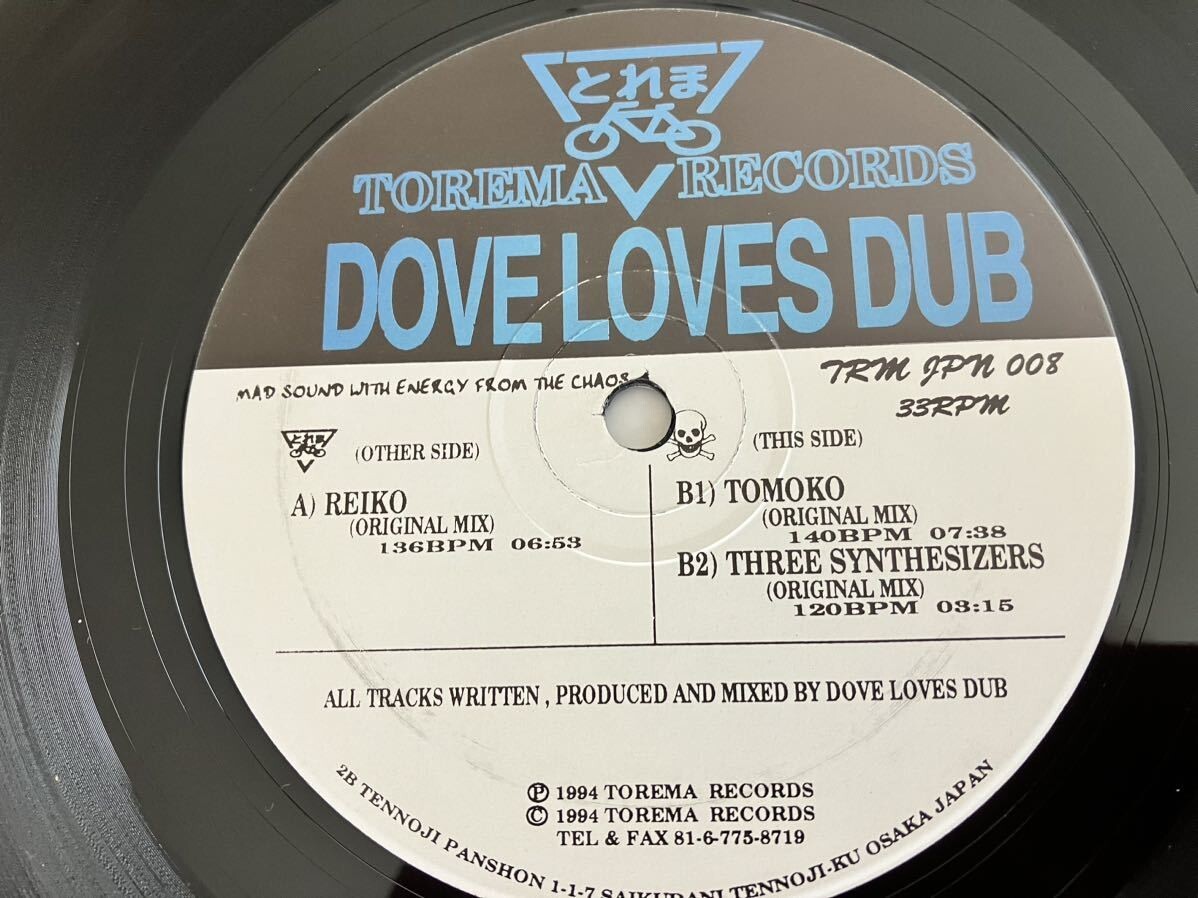 とれま
TOREMA RECORDS
DOVE LOVES DUB
MAD SOUND WITH ENERGY FROM THE CHAOS
TRM JPN 008
33RPM
とれま
(OTHER SIDE)
A) REIKO
(ORIGINAL MIX)
136BPM 06:53
(THIS SIDE)
B1) TOMOKO
(ORIGINAL MIX)
140BPM 07:38
B2) THREE SYNTHESIZERS
(ORIGINAL MIX)
120BPM 03:15
ALL TRACKS WRITTEN , PRODUCED AND MIXED BY DOVE LOVES DUB
Ⓟ 1994 TOREMA RECORDS
© 1994 TOREMA RECORDS
TEL & FAX 81-6-775-8719
2B TENNOJI PANSHON 1-1-7 SAIKUDANI TENNOJI-KU OSAKA JAPAN